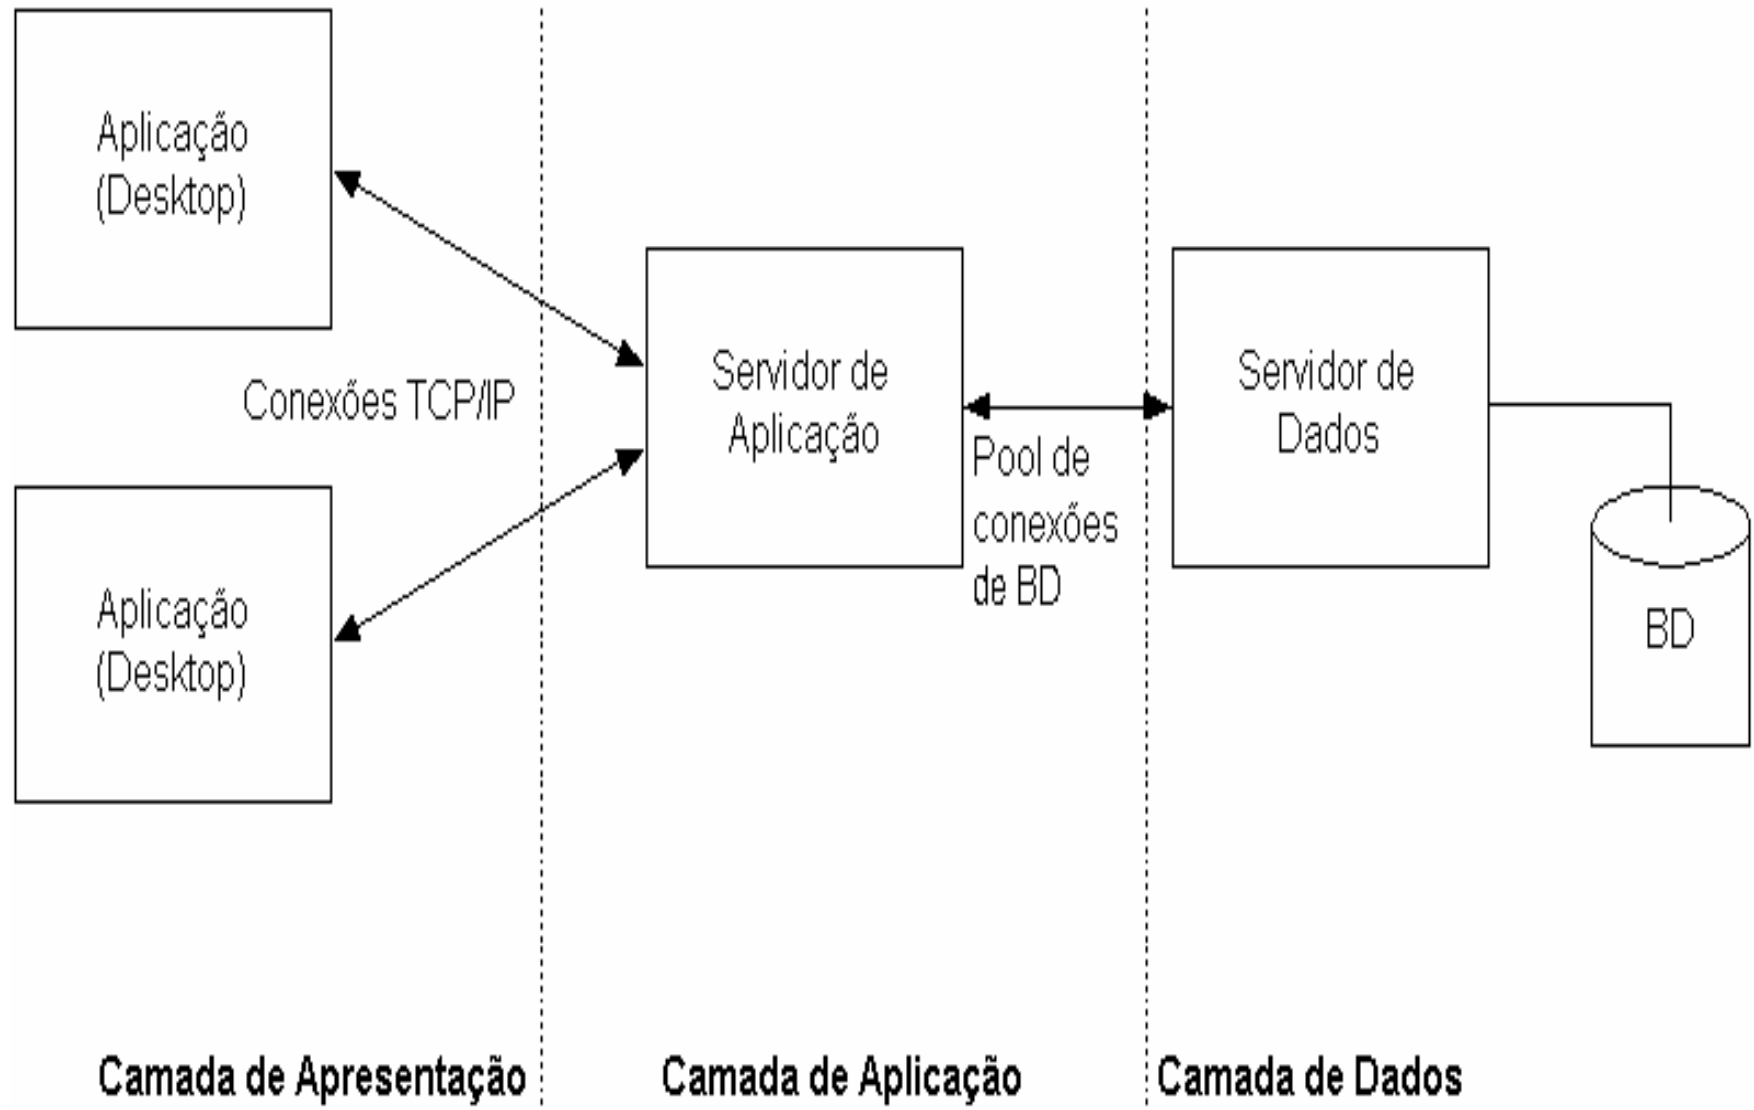 Aplicação
(Desktop)
Conexões TCP/IP
Aplicação
(Desktop)
Servidor de
Aplicação
Pool de
conexões
de BD
Servidor de
Dados
BD
Camada de Apresentação
Camada de Aplicação
Camada de Dados